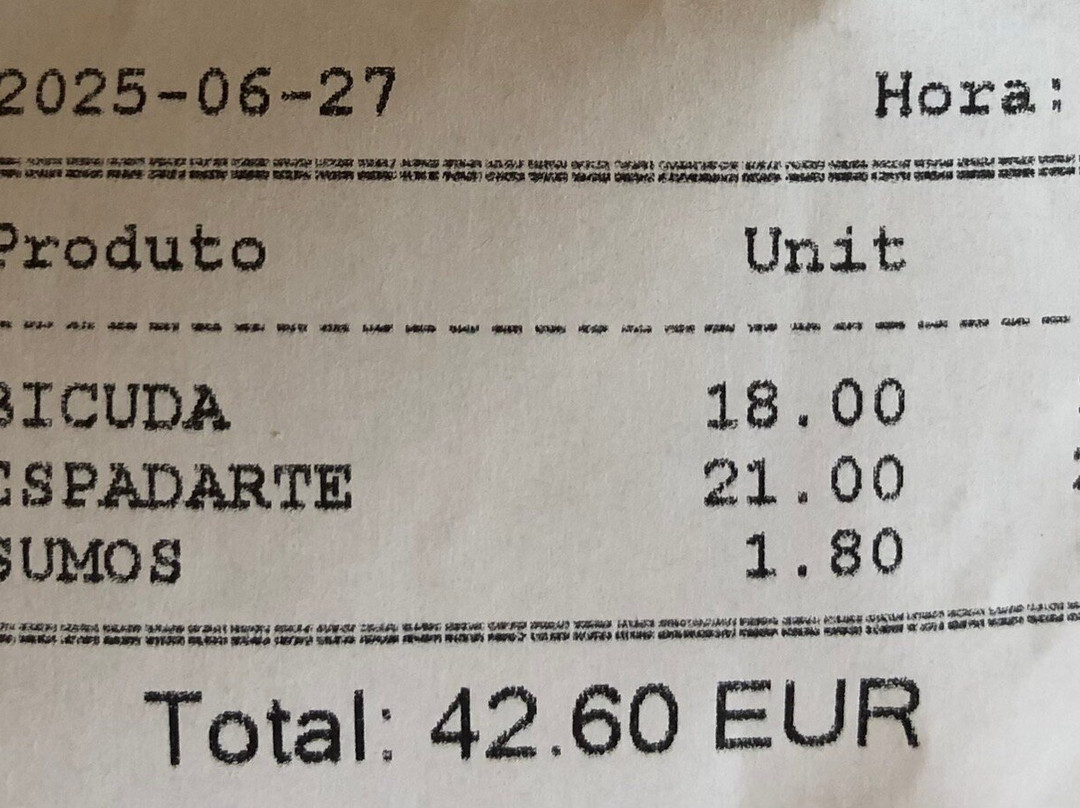 2025-06-27 Hora:
Produto Unit
BICUDA 18.00
ESPADARTE 21.00
SUMOS 1.80
Total: 42.60 EUR